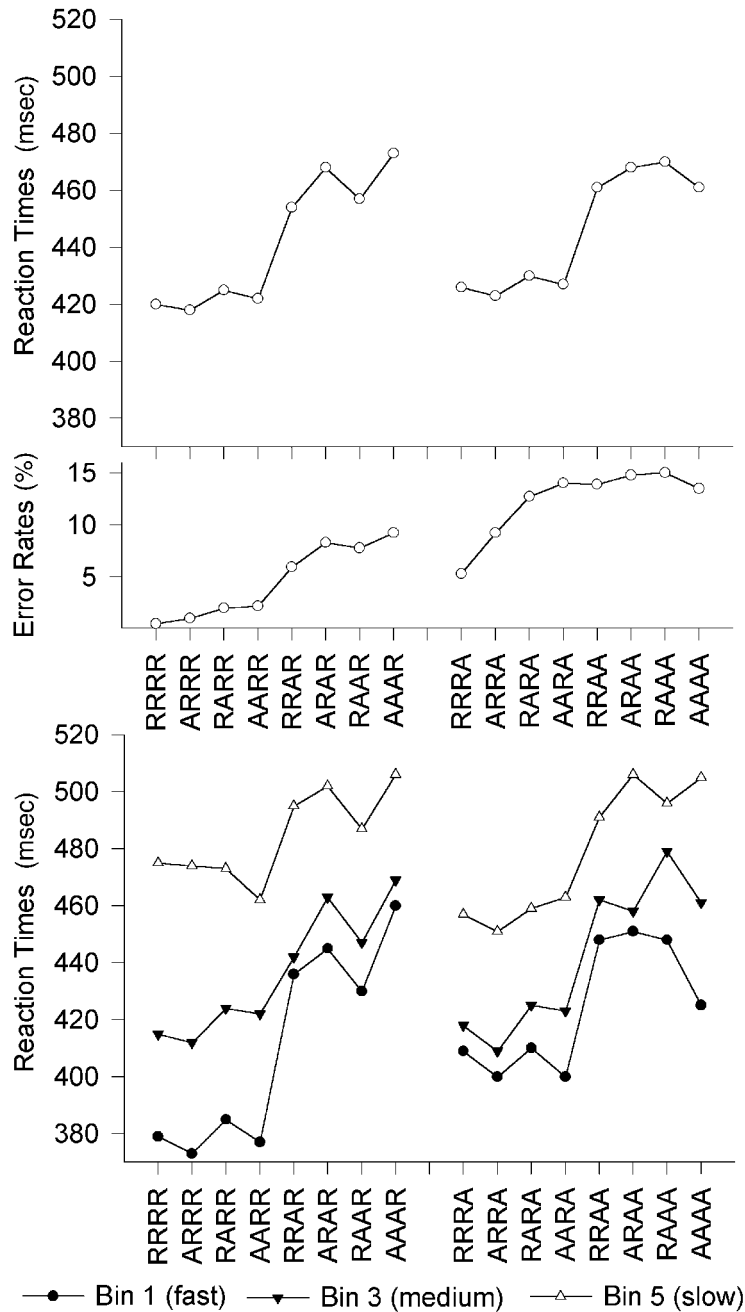 520
500
480
460
440
420
400
380
Reaction Times (msec)
15
10
5
Error Rates (%)
RRRR
ARRR
RARR
AARR
RRAR
ARAR
RAAR
AAAR
RRRA
ARRA
RARA
AARA
RRAA
ARAA
RAAA
AAAA
520
500
480
460
440
420
400
380
Reaction Times (msec)
RRRR
ARRR
RARR
AARR
RRAR
ARAR
RAAR
AAAR
RRRA
ARRA
RARA
AARA
RRAA
ARAA
RAAA
AAAA
Bin 1 (fast) Bin 3 (medium) Bin 5 (slow)